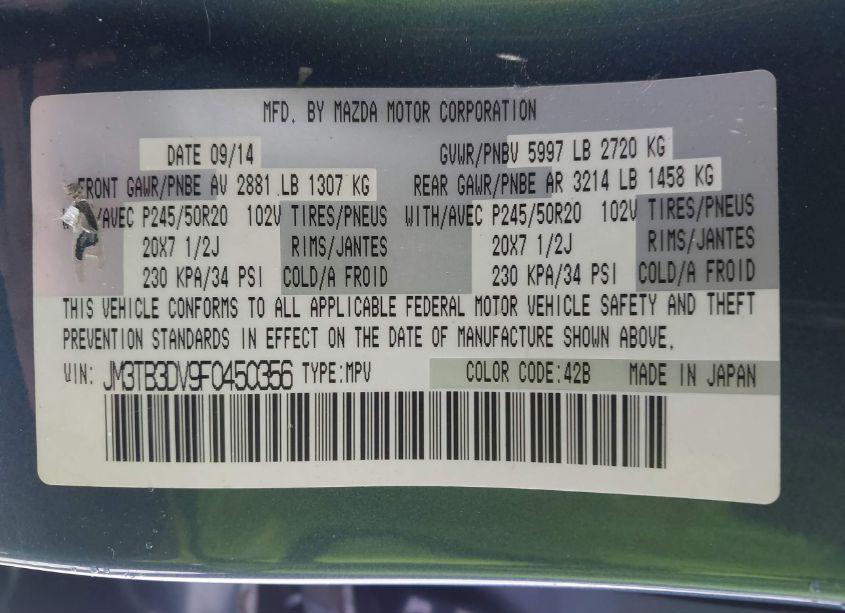 MFD. BY MAZDA MOTOR CORPORATION
DATE 09/14 GVWR/PNBV 5997 LB 2720 KG
FRONT GAWR/PNBE AV 2881 LB 1307 KG REAR GAWR/PNBE AR 3214 LB 1458 KG
/AVEC P245/50R20 102V TIRES/PNEUS WITH/AVEC P245/50R20 102V TIRES/PNEUS
20X7 1/2J RIMS/JANTES 20X7 1/2J RIMS/JANTES
230 KPA/34 PSI COLD/A FROID 230 KPA/34 PSI COLD/A FROID
THIS VEHICLE CONFORMS TO ALL APPLICABLE FEDERAL MOTOR VEHICLE SAFETY AND THEFT
PREVENTION STANDARDS IN EFFECT ON THE DATE OF MANUFACTURE SHOWN ABOVE.
VIN: JM3TB3DV9F0450356 TYPE:MPV COLOR CODE:42B MADE IN JAPAN